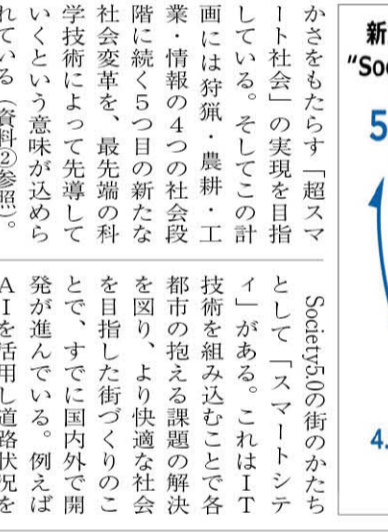 新
“Soc
5
4.
かさをもたらす「超スマ
ート社会」の実現を目指
している。そしてこの計
画には狩猟・農耕・工
業・情報の4つの社会段
階に続く5つ目の新たな
社会変革を、最先端の科
学技術によって先導して
いくという意味が込めら
れている(資料②参照)。
Society5.0の街のかたち
として「スマートシテ
ィ」がある。これはIT
技術を組み込むことで各
都市の抱える課題の解決
を図り、より快適な社会
を目指した街づくりのこ
とで、すでに国内外で開
発が進んでいる。例えば
AIを活用し道路状況を